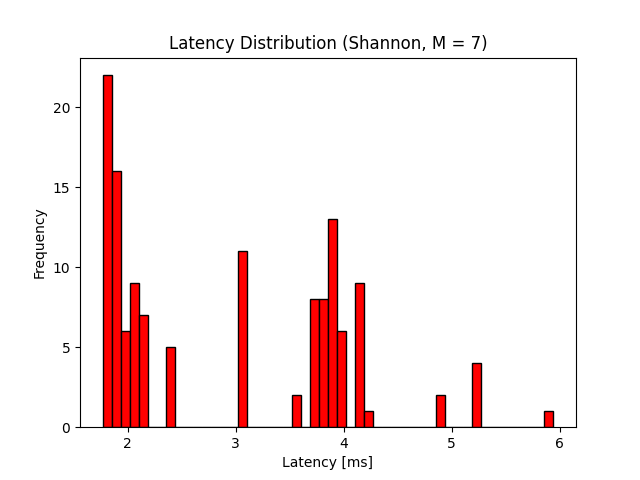 Latency Distribution (Shannon, M = 7)
20
15
10
5
0
Frequency
2 3 4 5 6
Latency [ms]